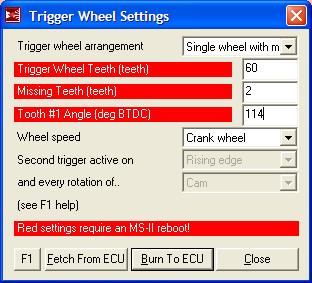 Trigger Wheel Settings
Trigger wheel arrangement Single wheel with m
Trigger Wheel Teeth (teeth) 60
Missing Teeth (teeth) 2
Tooth #1 Angle (deg BTDC) 114
Wheel speed Crank wheel
Second trigger active on Rising edge
and every rotation of.. Cam
(see F1 help)
Red settings require an MS-II reboot!
F1 Fetch From ECU Burn To ECU Close